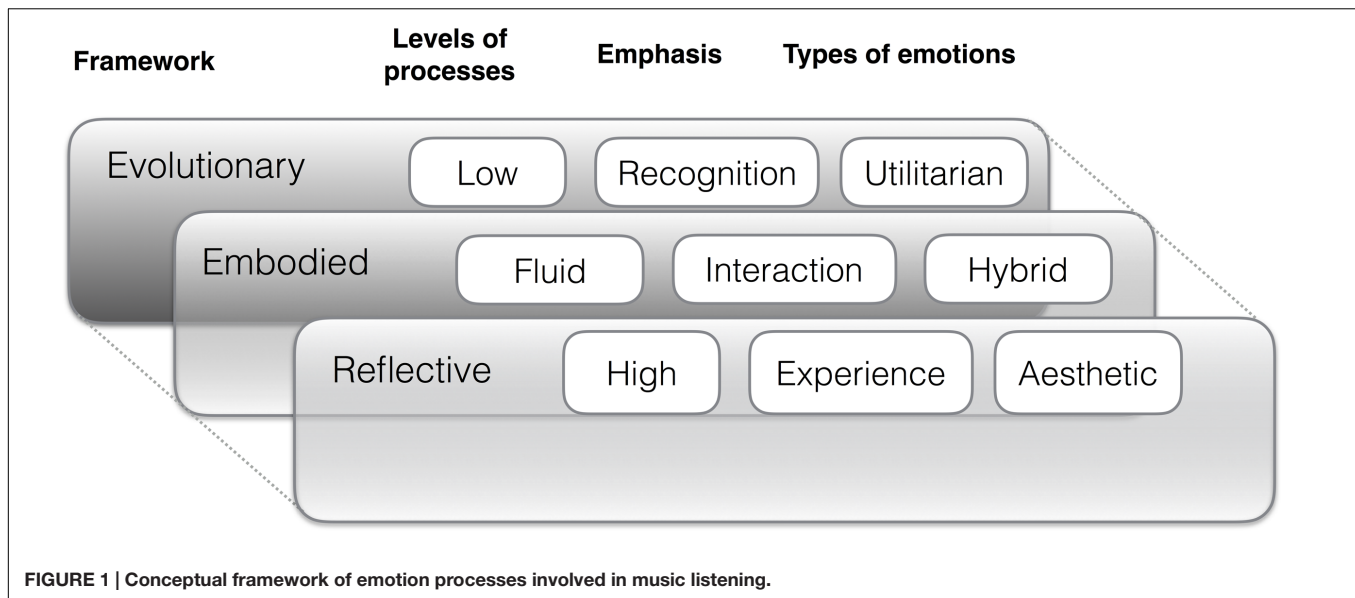 Framework Levels of processes Emphasis Types of emotions
Evolutionary Low Recognition Utilitarian
Embodied Fluid Interaction Hybrid
Reflective High Experience Aesthetic
FIGURE 1 | Conceptual framework of emotion processes involved in music listening.